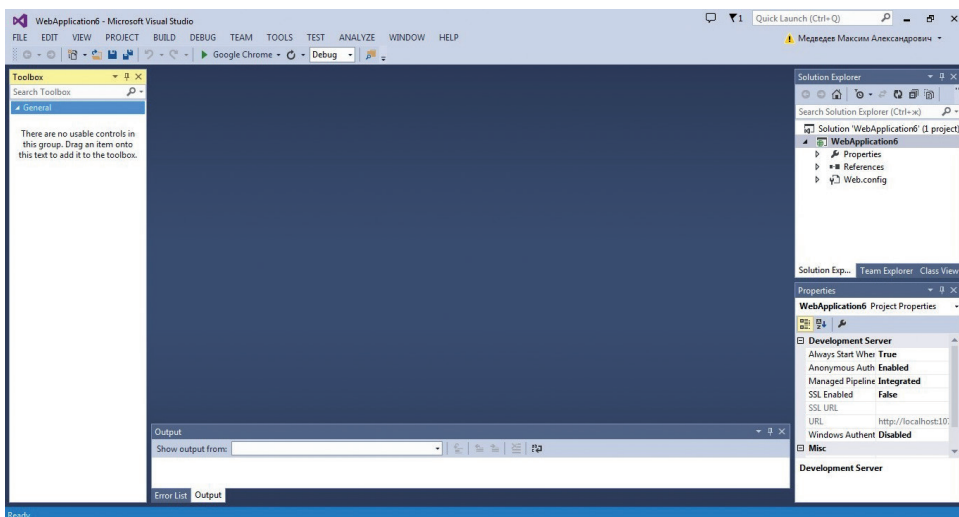 WebApplication6 - Microsoft Visual Studio
1
Quick Launch (Ctrl+Q)
FILE EDIT VIEW PROJECT BUILD DEBUG TEAM TOOLS TEST ANALYZE WINDOW HELP
Медведев Максим Александрович
Google Chrome
Debug
Toolbox
Search Toolbox
General
There are no usable controls in
this group. Drag an item onto
this text to add it to the toolbox.
Output
Show output from:
Error List Output
Solution Explorer
Search Solution Explorer (Ctrl+ж)
Solution 'WebApplication6' (1 project)
WebApplication6
Properties
References
Web.config
Solution Exp... Team Explorer Class View
Properties
WebApplication6 Project Properties
Development Server
Always Start Wher True
Anonymous Auth Enabled
Managed Pipeline Integrated
SSL Enabled False
SSL URL
URL http://localhost:10
Windows Authent Disabled
Misc
Development Server
Ready